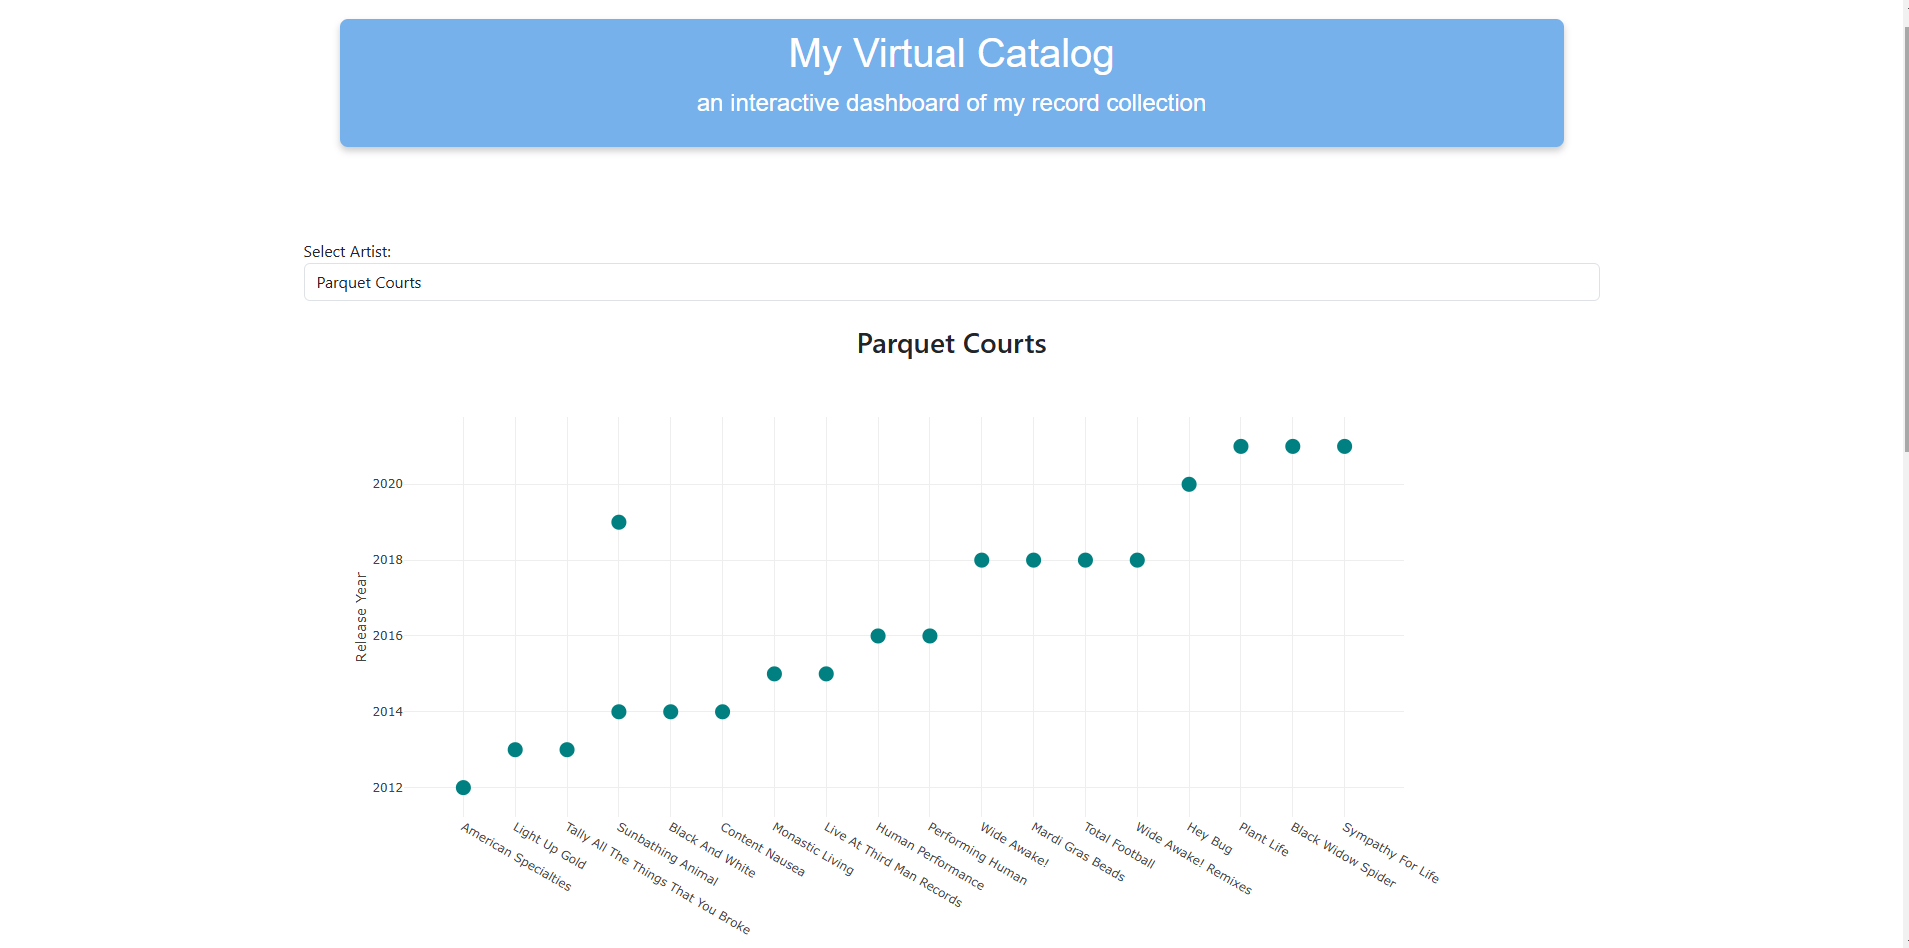 My Virtual Catalog
an interactive dashboard of my record collection
Select Artist:
Parquet Courts
Parquet Courts
Release Year
2020
2018
2016
2014
2012
American Specialties
Light Up Gold
Tally All The Things That You Broke
Sunbathing Animal
Black And White
Content Nausea
Monastic Living
Live At Third Man Records
Human Performance
Performing Human
Wide Awake!
Mardi Gras Beads
Total Football
Wide Awake! Remixes
Hey Bug
Plant Life
Black Widow Spider
Sympathy For Life